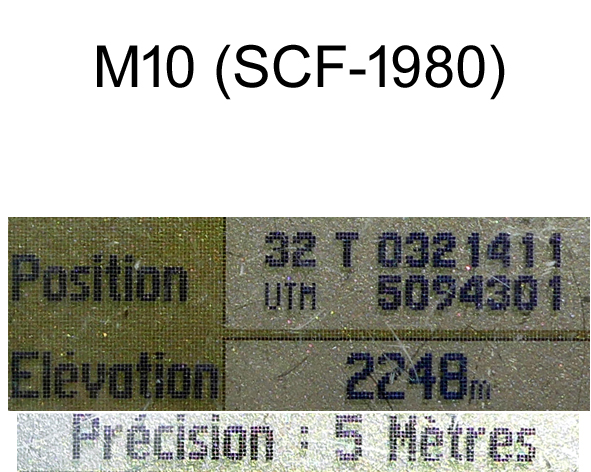 M10 (SCF-1980)
Position 32 T 0321411
UTM 5094301
Elévation 2248m
Précision : 5 Mètres